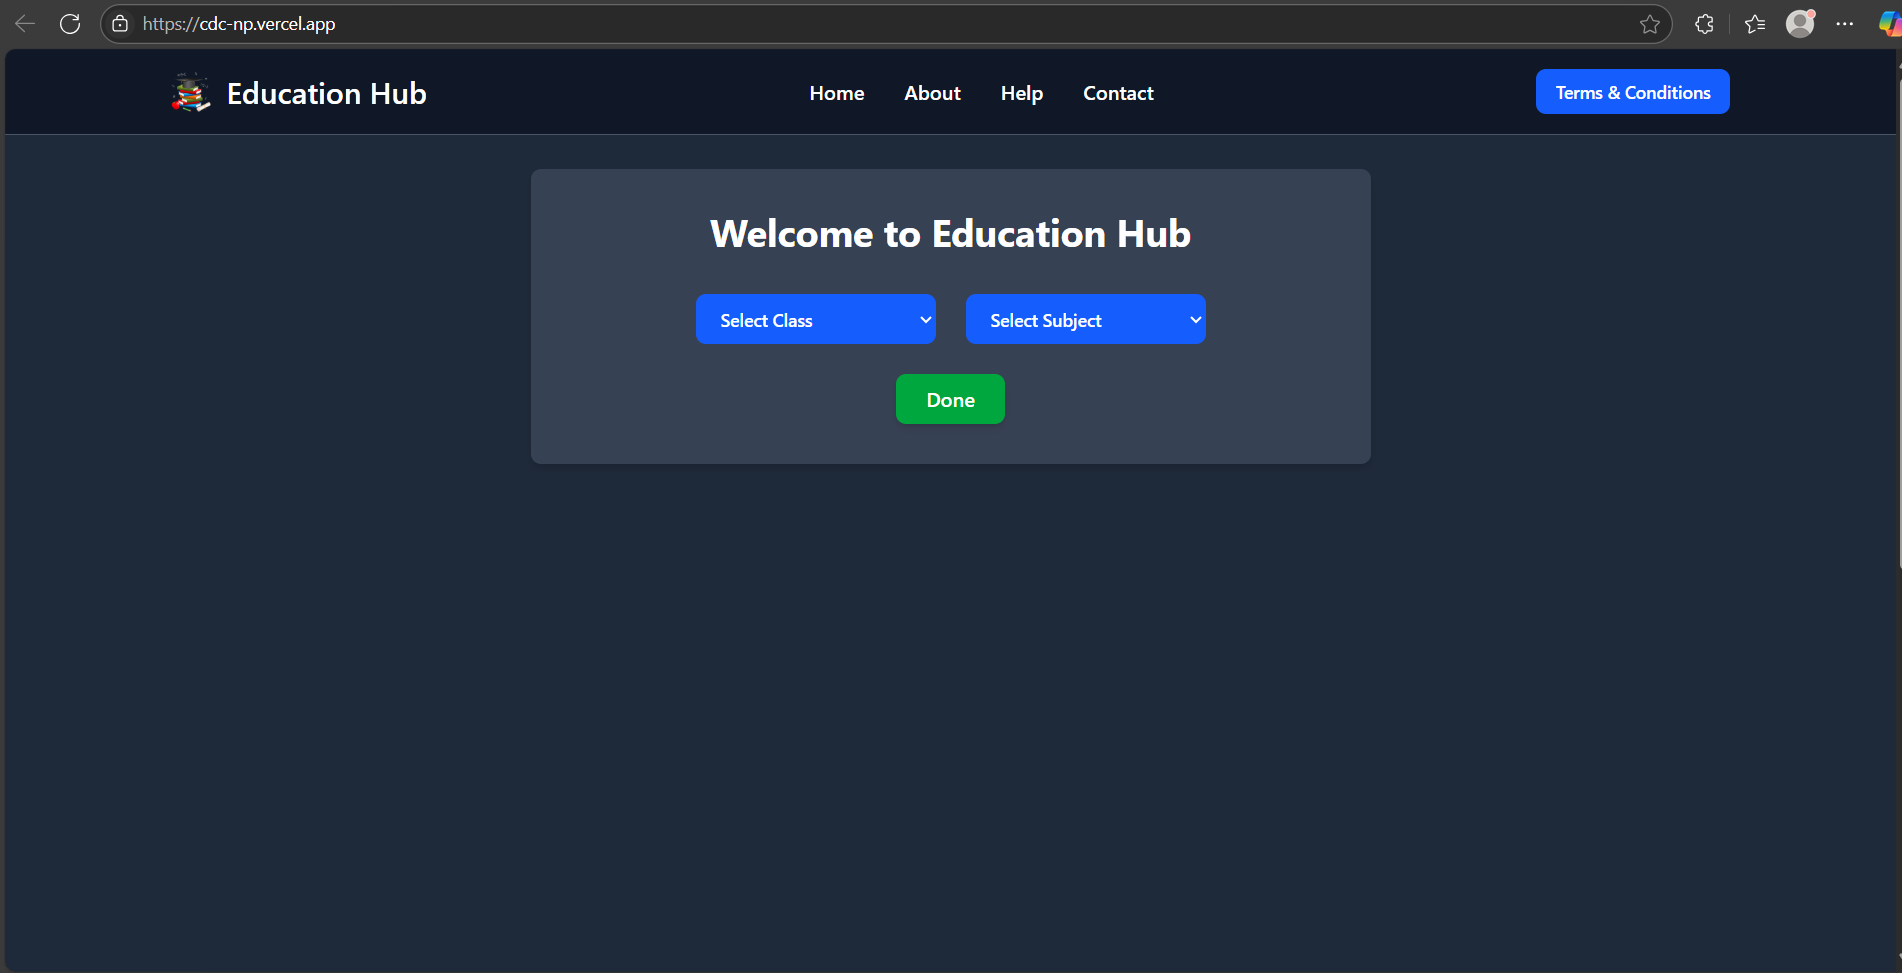 https://cdc-np.vercel.app
Education Hub
Home
About
Help
Contact
Terms & Conditions
Welcome to Education Hub
Select Class
Select Subject
Done